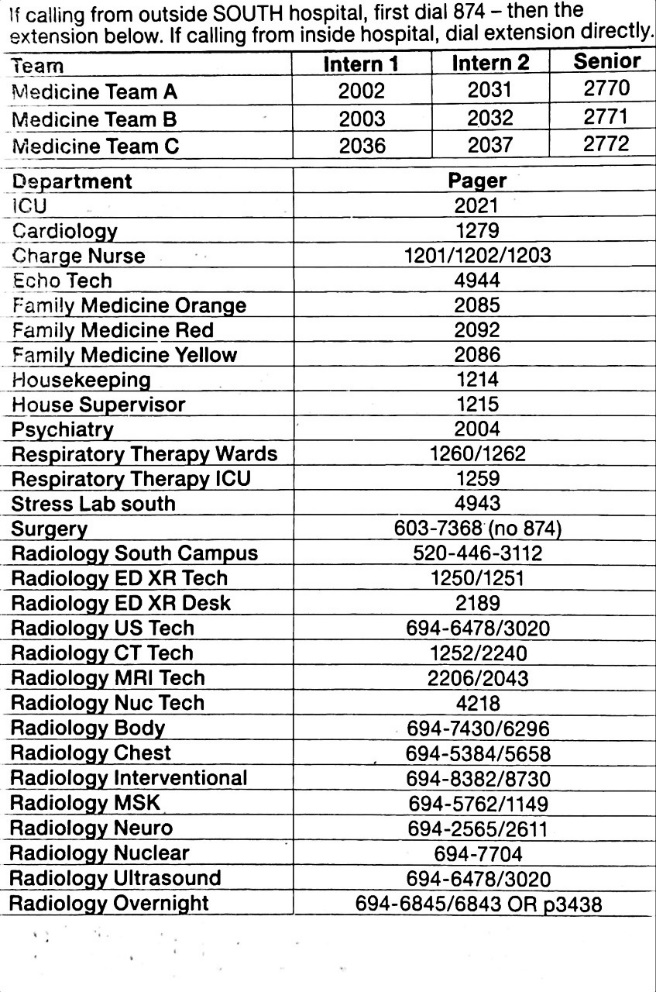 If calling from outside SOUTH hospital, first dial 874 – then the
extension below. If calling from inside hospital, dial extension directly.
Team Intern 1 Intern 2 Senior
Medicine Team A 2002 2031 2770
Medicine Team B 2003 2032 2771
Medicine Team C 2036 2037 2772
Department Pager
ICU 2021
Cardiology 1279
Charge Nurse 1201/1202/1203
Echo Tech 4944
Family Medicine Orange 2085
Family Medicine Red 2092
Family Medicine Yellow 2086
Housekeeping 1214
House Supervisor 1215
Psychiatry 2004
Respiratory Therapy Wards 1260/1262
Respiratory Therapy ICU 1259
Stress Lab south 4943
Surgery 603-7368 (no 874)
Radiology South Campus 520-446-3112
Radiology ED XR Tech 1250/1251
Radiology ED XR Desk 2189
Radiology US Tech 694-6478/3020
Radiology CT Tech 1252/2240
Radiology MRI Tech 2206/2043
Radiology Nuc Tech 4218
Radiology Body 694-7430/6296
Radiology Chest 694-5384/5658
Radiology Interventional 694-8382/8730
Radiology MSK 694-5762/1149
Radiology Neuro 694-2565/2611
Radiology Nuclear 694-7704
Radiology Ultrasound 694-6478/3020
Radiology Overnight 694-6845/6843 OR p3438